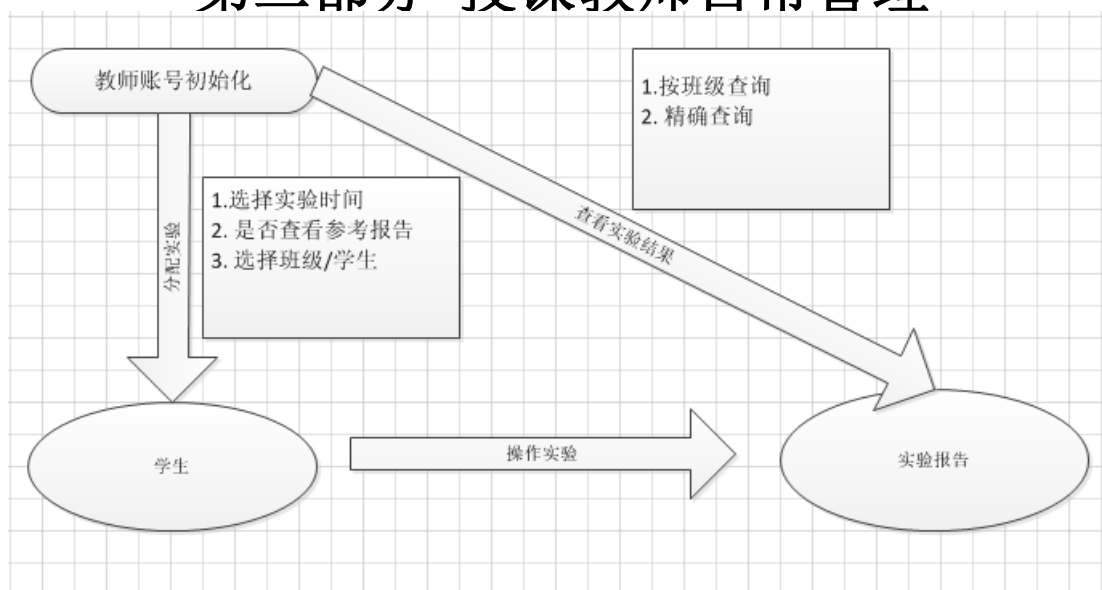 教师账号初始化
1.按班级查询
2. 精确查询
1.选择实验时间
2. 是否查看参考报告
3. 选择班级/学生
分配实验
查看实验结果
学生
操作实验
实验报告